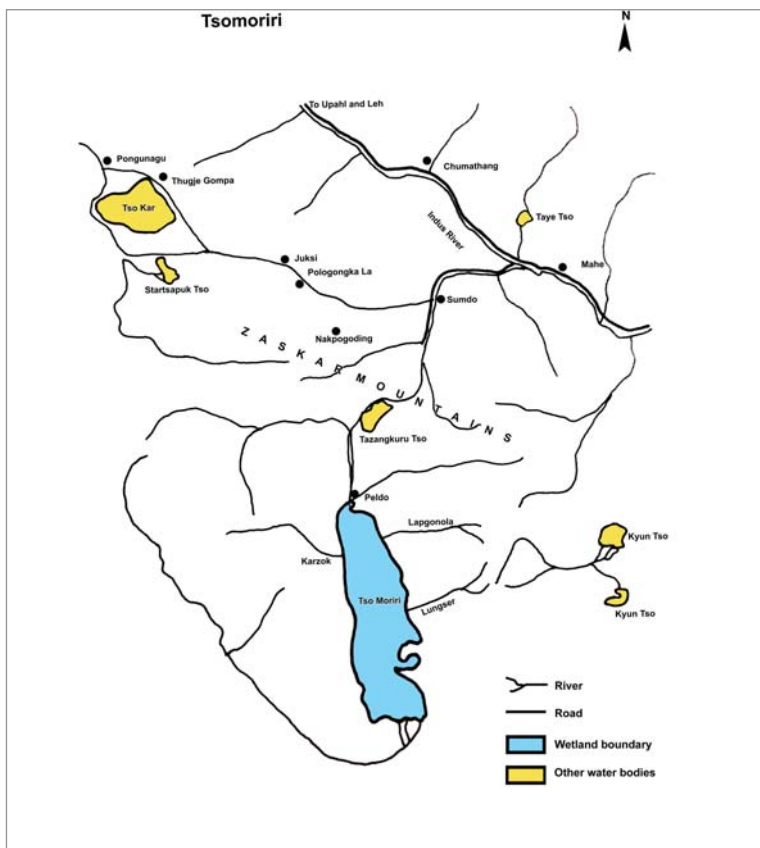 Tsomoriri
N
To Upahl and Leh
Pongunagu
Chumathang
Thugje Gompa
Tso Kar
Taye Tso
Indus River
Juksi
Mahe
Pologongka La
Startsapuk Tso
Sumdo
Nakpogoding
ZASKAR MOUNTAINS
Tazangkuru Tso
Peldo
Lapgonola
Kyun Tso
Karzok
Tso Moriri
Lungser
Kyun Tso
River
Road
Wetland boundary
Other water bodies